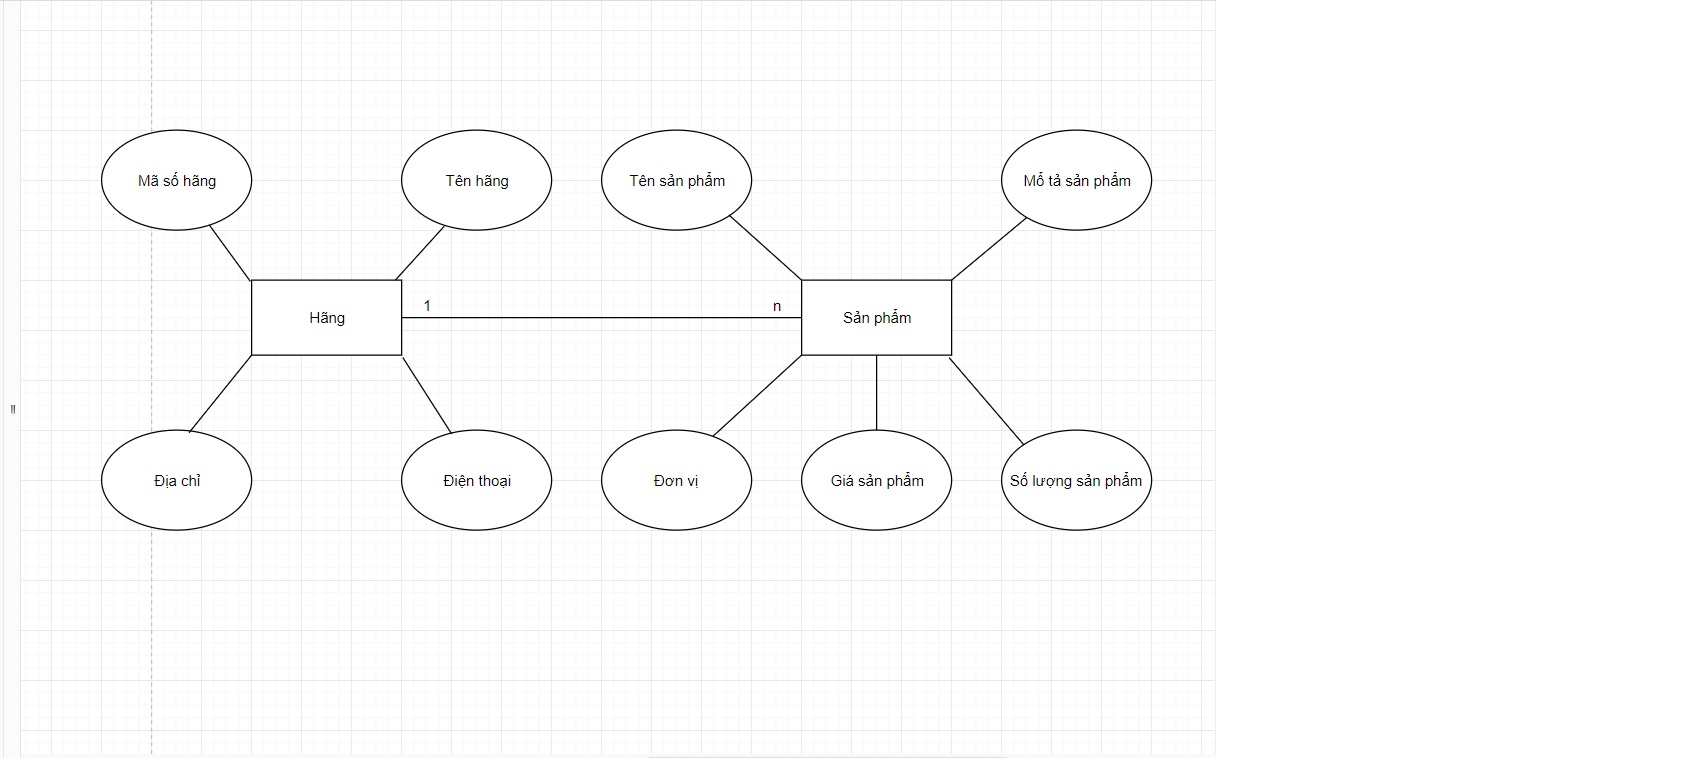 Mã số hãng
Tên hãng
Tên sản phẩm
Mổ tả sản phẩm
1
n
Hãng
Sản phẩm
Địa chỉ
Điện thoại
Đơn vị
Giá sản phẩm
Số lượng sản phẩm